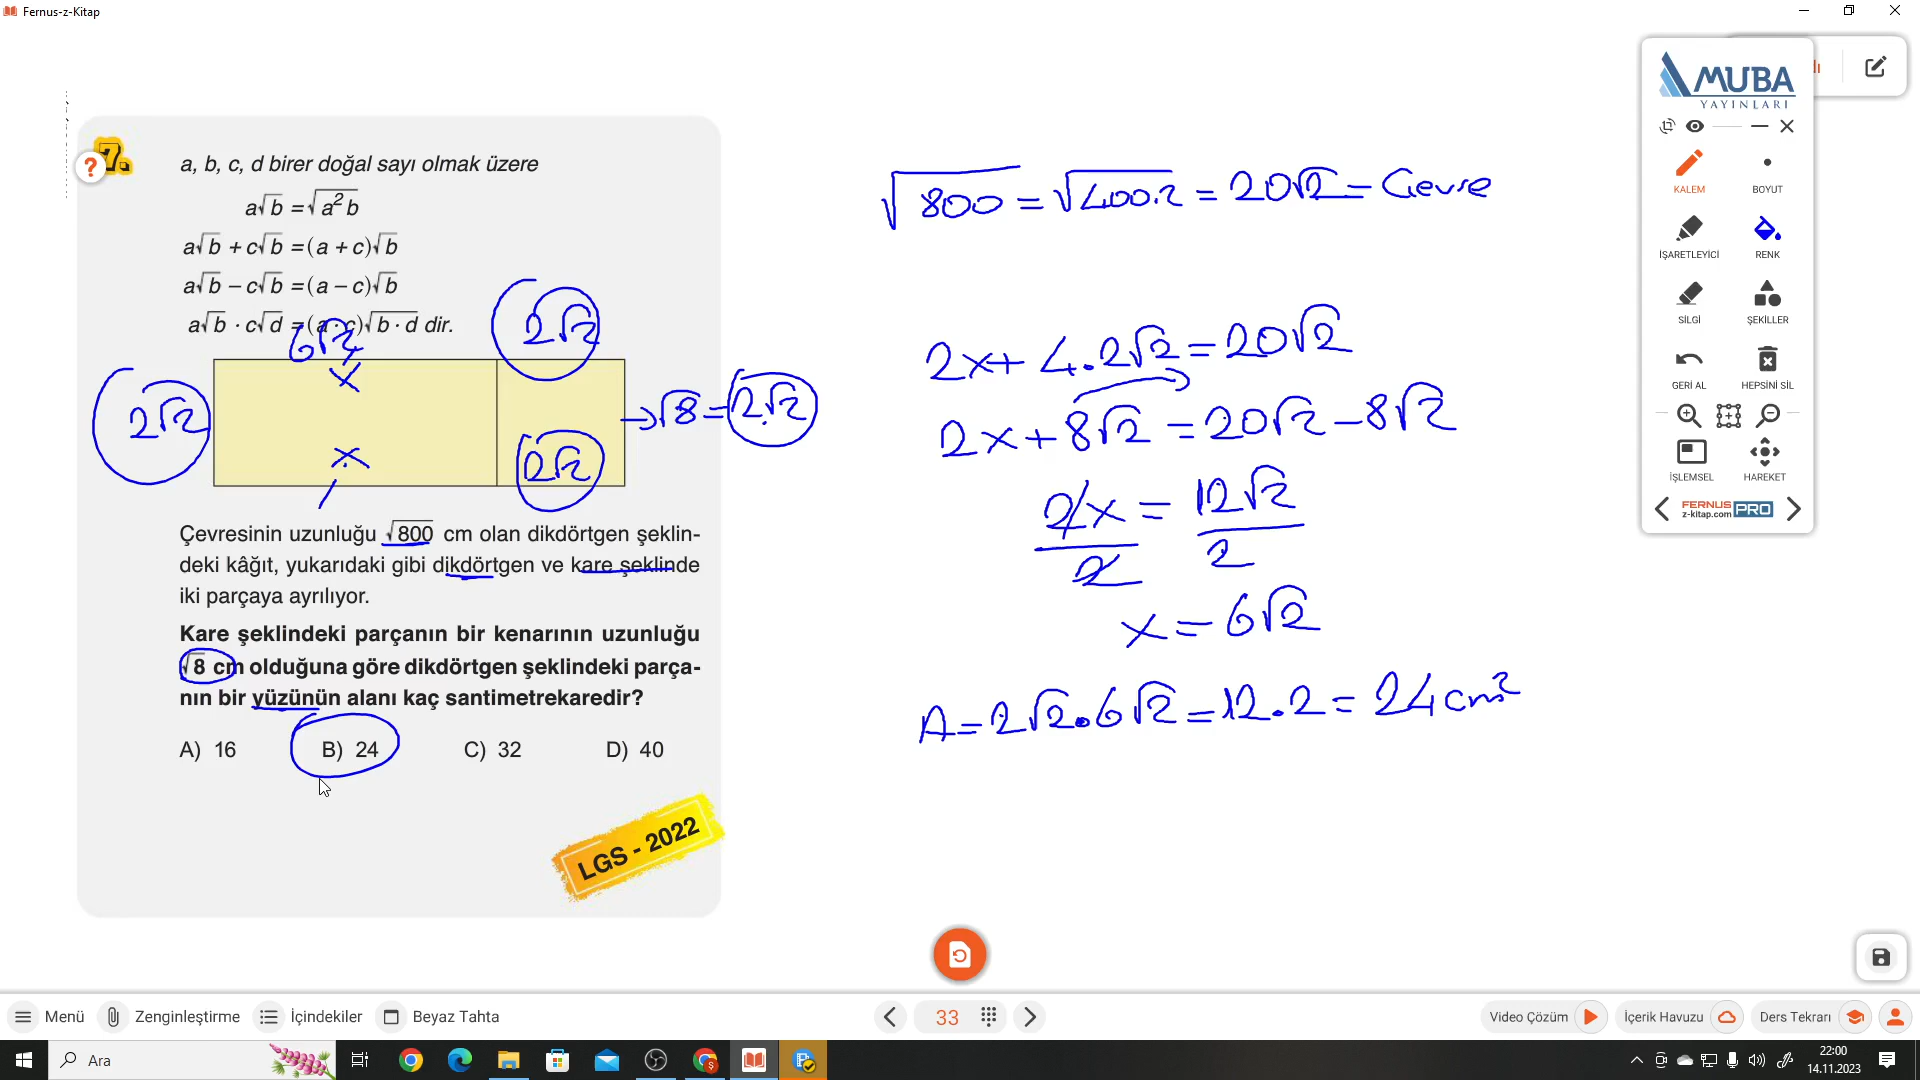 Fernus-z-Kitap
7.
?
a, b, c, d birer doğal sayı olmak üzere
a√b = √a²b
a√b + c√b = (a + c)√b
a√b − c√b = (a − c)√b
a√b · c√d = (a · c)√b · d dir.
6√2
2√2
x
2√2
→ √8 = 2√2
x
2√2
Çevresinin uzunluğu √800 cm olan dikdörtgen şeklin-
deki kâğıt, yukarıdaki gibi dikdörtgen ve kare şeklinde
iki parçaya ayrılıyor.
Kare şeklindeki parçanın bir kenarının uzunluğu
√8 cm olduğuna göre dikdörtgen şeklindeki parça-
nın bir yüzünün alanı kaç santimetrekaredir?
A) 16 B) 24 C) 32 D) 40
LGS - 2022
√800 = √400.2 = 20√2 = Çevre
2x + 4.2√2 = 20√2
2x + 8√2 = 20√2 − 8√2
2x = 12√2
2 2
x = 6√2
A = 2√2.6√2 = 12.2 = 24 cm²
MUBA
YAYINLARI
KALEM BOYUT
İŞARETLEYİCİ RENK
SİLGİ ŞEKİLLER
GERİ AL HEPSİNİ SİL
İŞLEMSEL HAREKET
FERNUS PRO
z-kitap.com
Menü Zenginleştirme İçindekiler Beyaz Tahta 33 Video Çözüm İçerik Havuzu Ders Tekrarı
Ara
22:00
14.11.2023